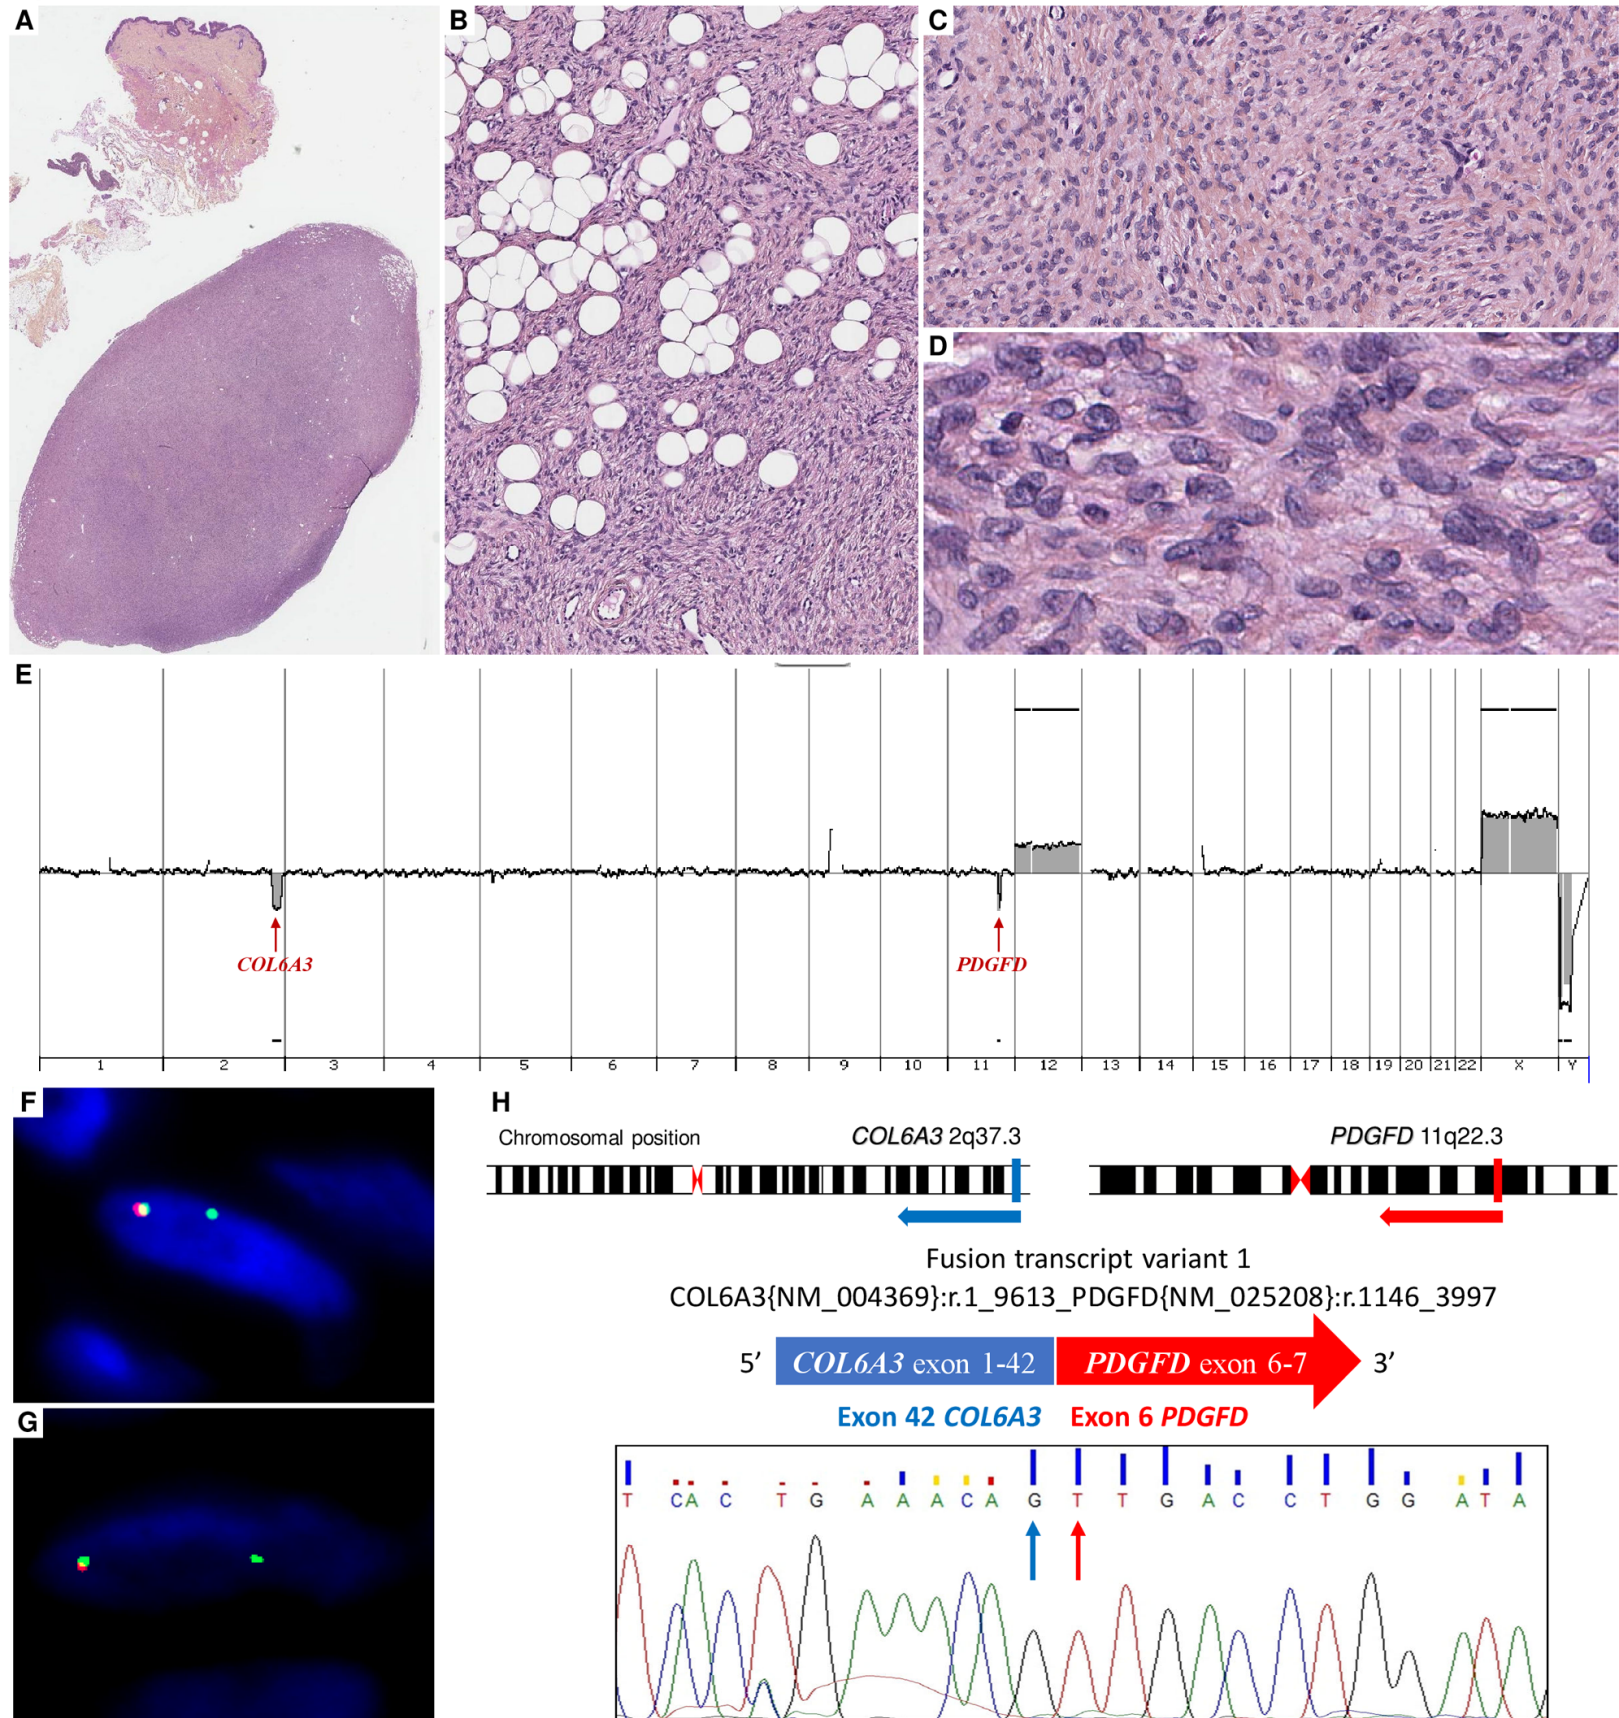 A
B
C
D
E
COL6A3
PDGFD
1 2 3 4 5 6 7 8 9 10 11 12 13 14 15 16 17 18 19 20 21 22 X Y
F
G
H
Chromosomal position
COL6A3 2q37.3
PDGFD 11q22.3
Fusion transcript variant 1
COL6A3{NM_004369}:r.1_9613_PDGFD{NM_025208}:r.1146_3997
5’ COL6A3 exon 1-42 PDGFD exon 6-7 3’
Exon 42 COL6A3 Exon 6 PDGFD
T C A C T G A A A C A G T T G A C C T G G A T A